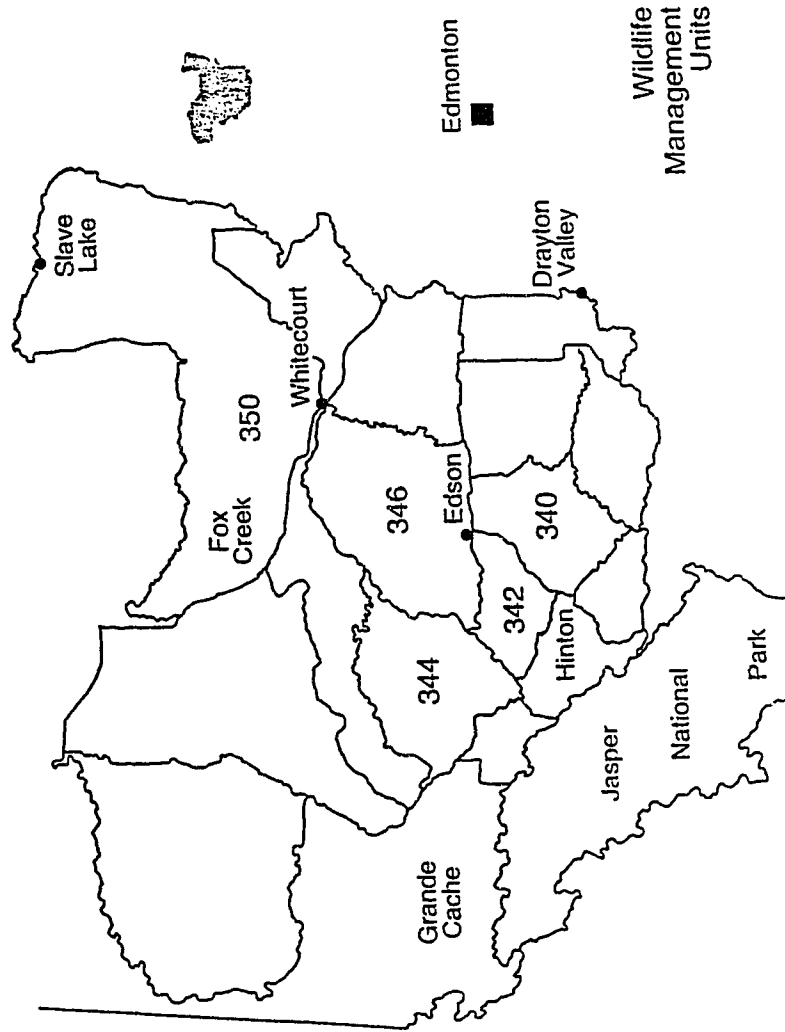 Slave
Lake
Edmonton
Whitecourt
350
Fox
Creek
Drayton
Valley
Wildlife
Management
Units
346
Edson
340
344
342
Hinton
Grande
Cache
Jasper
National
Park